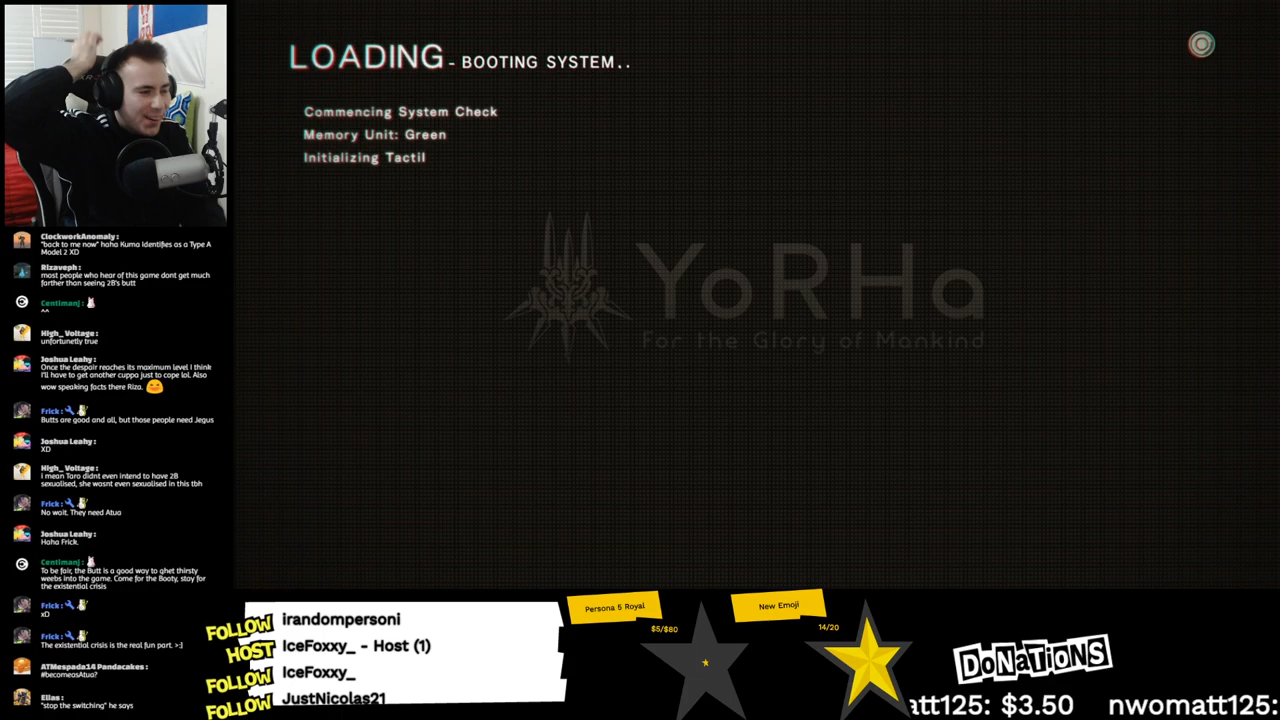 LOADING - BOOTING SYSTEM..
Commencing System Check
Memory Unit: Green
Initializing Tactil
YoRHa
For the Glory of Mankind
ClockworkAnomaly :
"back to me now" haha Kuma Identifies as a Type A
Model 2 XD
Rizaveph :
most people who hear of this game dont get much
farther than seeing 2B's butt
Centimanj :
^^
High_Voltage :
unfortunetly true
Joshua Leahy :
Once the despair reaches its maximum level I think
I'll have to get another cuppa just to cope lol. Also
wow speaking facts there Riza.
Frick :
Butts are good and all, but those people need Jegus
Joshua Leahy :
XD
High_Voltage :
i mean Taro didnt even intend to have 2B
sexualised, she wasnt even sexualised in this tbh
Frick :
No wait. They need Atua
Joshua Leahy :
Haha Frick.
Centimanj :
To be fair, the Butt is a good way to ghet thirsty
weebs into the game. Come for the Booty, stay for
the existential crisis
Frick :
xD
Frick :
The existential crisis is the real fun part. >:]
ATMespada14 Pandacakes :
#becomeasAtua?
Elias :
"stop the switching" he says
FOLLOW irandompersoni
HOST IceFoxxy_ - Host (1)
FOLLOW IceFoxxy_
FOLLOW JustNicolas21
Persona 5 Royal
$5/$80
New Emoji
14/20
DoNATiONS
att125: $3.50 nwomatt125: